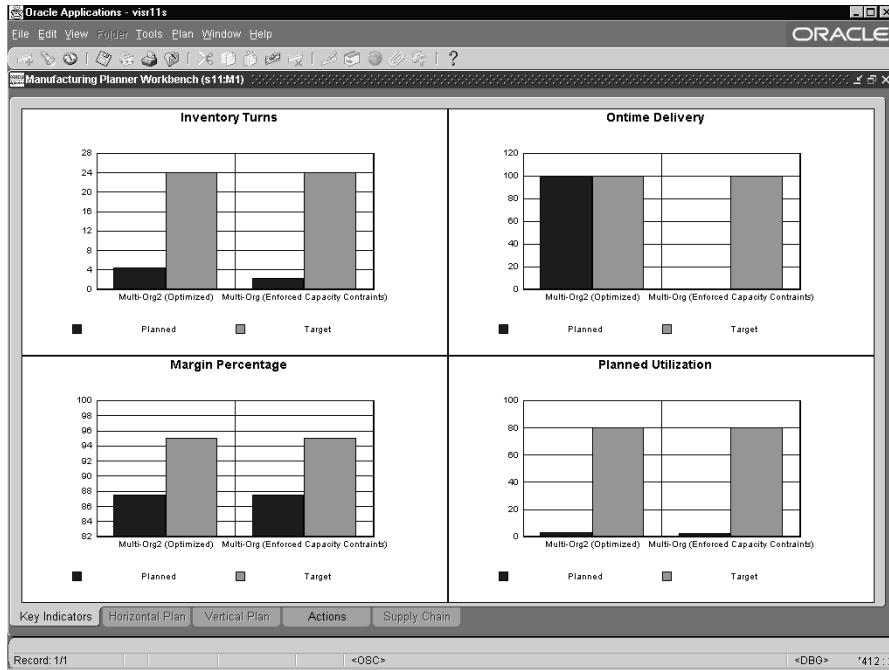 Oracle Applications - visr11s
File Edit View Folder Tools Plan Window Help
ORACLE
Manufacturing Planner Workbench (s11:M1)
Inventory Turns
28
24
20
16
12
8
4
0
Multi-Org2 (Optimized) Multi-Org (Enforced Capacity Contraints)
Planned Target
Ontime Delivery
120
100
80
60
40
20
0
Multi-Org2 (Optimized) Multi-Org (Enforced Capacity Contraints)
Planned Target
Margin Percentage
100
98
96
94
92
90
88
86
84
82
Multi-Org2 (Optimized) Multi-Org (Enforced Capacity Contraints)
Planned Target
Planned Utilization
100
80
60
40
20
0
Multi-Org2 (Optimized) Multi-Org (Enforced Capacity Contraints)
Planned Target
Key Indicators Horizontal Plan Vertical Plan Actions Supply Chain
Record: 1/1 <OSC> <DBG> '412: